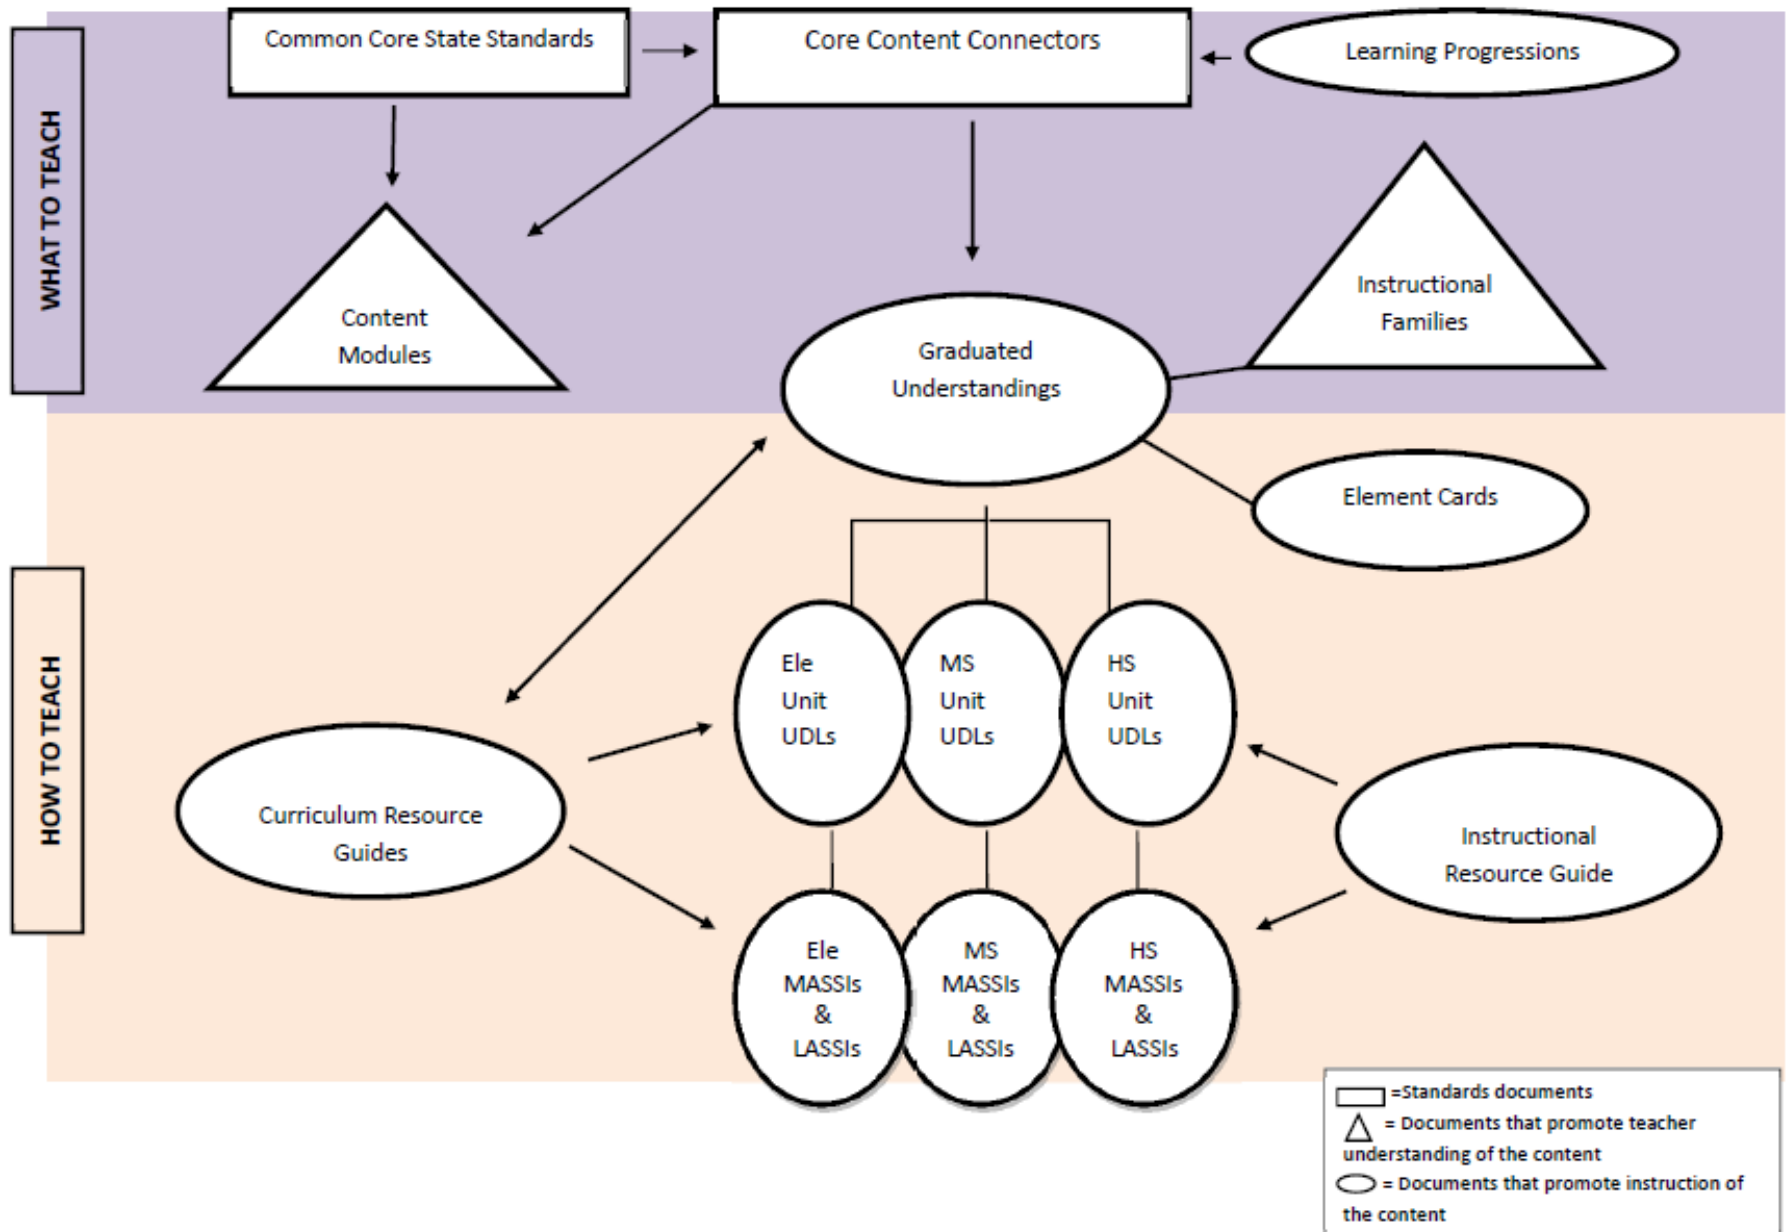 Common Core State Standards
Core Content Connectors
Learning Progressions
WHAT TO TEACH
Content
Modules
Instructional
Families
Graduated
Understandings
Element Cards
HOW TO TEACH
Ele
Unit
UDLs
MS
Unit
UDLs
HS
Unit
UDLs
Curriculum Resource
Guides
Instructional
Resource Guide
Ele
MASSIs
&
LASSIs
MS
MASSIs
&
LASSIs
HS
MASSIs
&
LASSIs
=Standards documents
= Documents that promote teacher
understanding of the content
= Documents that promote instruction of
the content